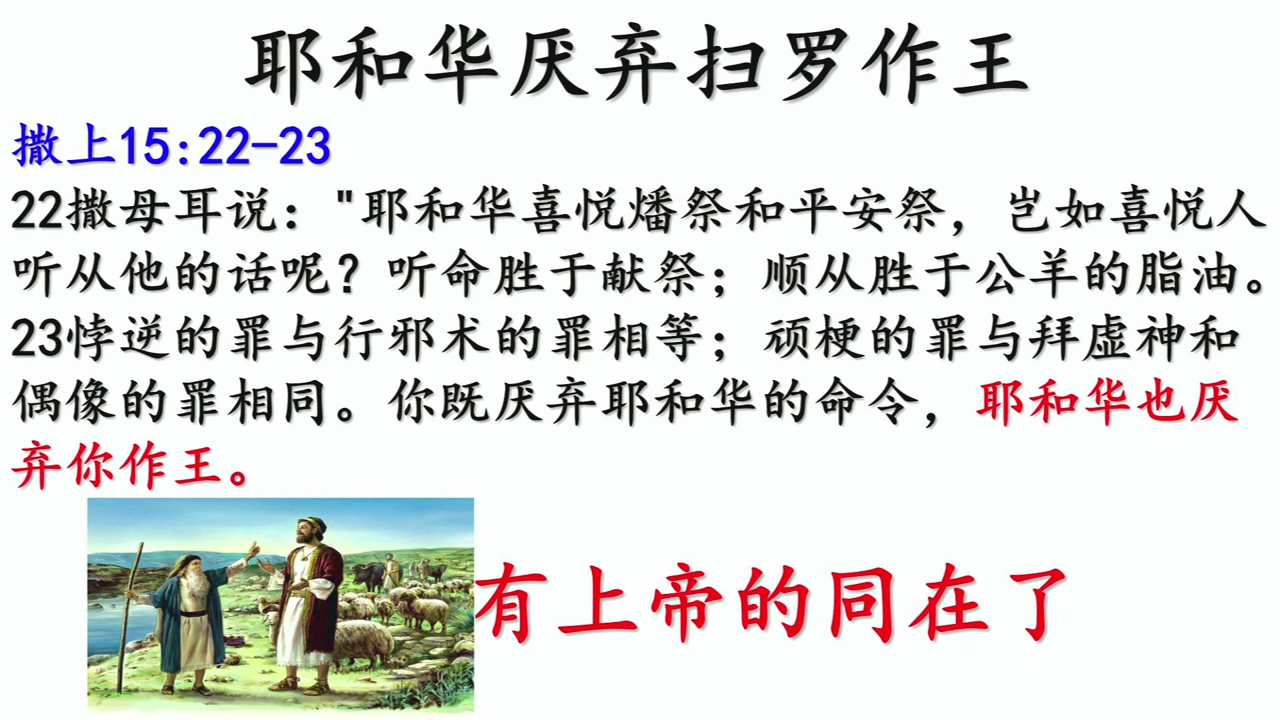 耶和华厌弃扫罗作王
撒上15:22-23
22撒母耳说："耶和华喜悦燔祭和平安祭，岂如喜悦人
听从他的话呢？听命胜于献祭；顺从胜于公羊的脂油。
23悖逆的罪与行邪术的罪相等；顽梗的罪与拜虚神和
偶像的罪相同。你既厌弃耶和华的命令，耶和华也厌
弃你作王。
有上帝的同在了